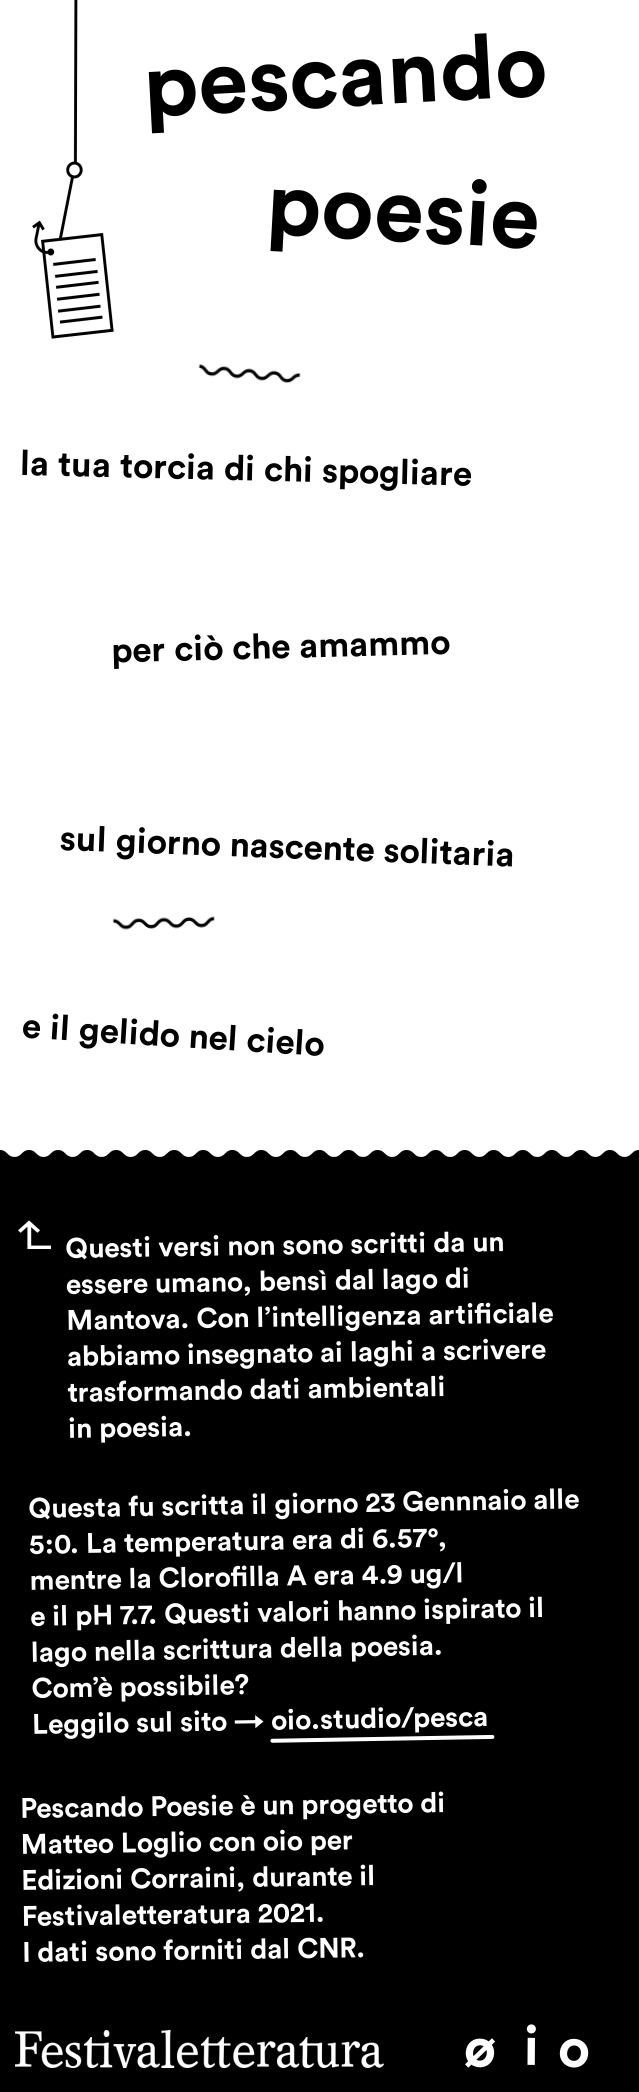 pescando
poesie
la tua torcia di chi spogliare
per ciò che amammo
sul giorno nascente solitaria
e il gelido nel cielo
Questi versi non sono scritti da un
essere umano, bensì dal lago di
Mantova. Con l’intelligenza artificiale
abbiamo insegnato ai laghi a scrivere
trasformando dati ambientali
in poesia.
Questa fu scritta il giorno 23 Gennnaio alle
5:0. La temperatura era di 6.57°,
mentre la Clorofilla A era 4.9 ug/l
e il pH 7.7. Questi valori hanno ispirato il
lago nella scrittura della poesia.
Com’è possibile?
Leggilo sul sito → oio.studio/pesca
Pescando Poesie è un progetto di
Matteo Loglio con oio per
Edizioni Corraini, durante il
Festivaletteratura 2021.
I dati sono forniti dal CNR.
Festivaletteratura øio